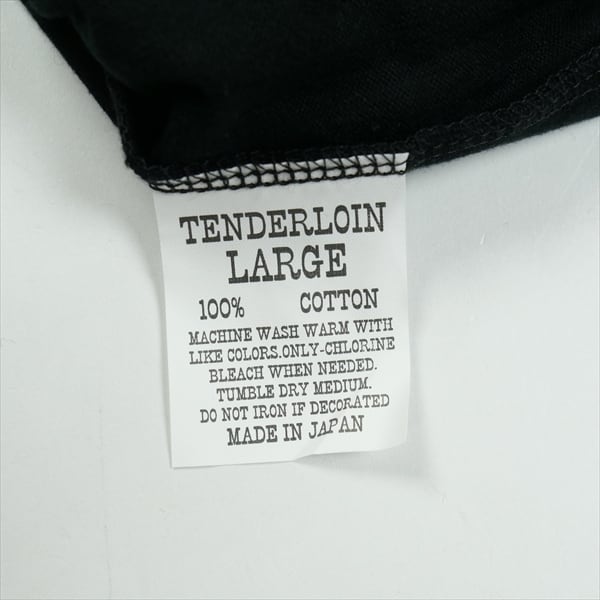 TENDERLOIN
LARGE
100% COTTON
MACHINE WASH WARM WITH
LIKE COLORS.ONLY-CHLORINE
BLEACH WHEN NEEDED.
TUMBLE DRY MEDIUM.
DO NOT IRON IF DECORATED
MADE IN JAPAN